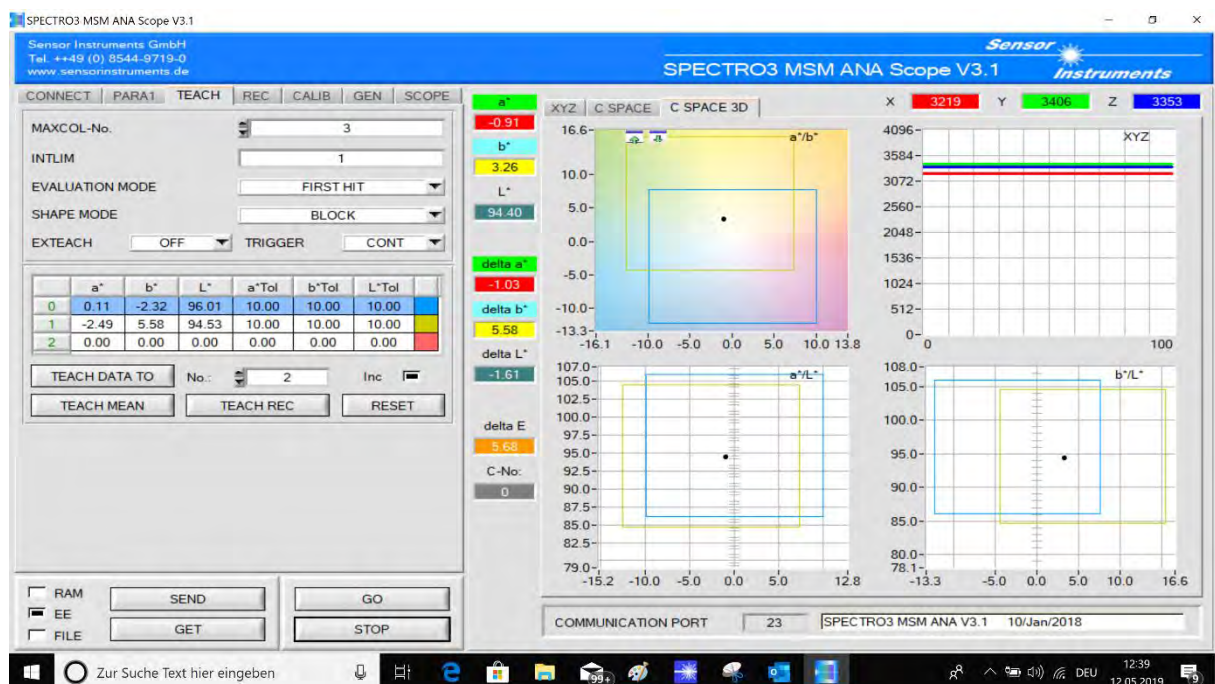 SPECTRO3 MSM ANA Scope V3.1
Sensor Instruments GmbH
Tel. ++49 (0) 8544-9719-0
www.sensorinstruments.de
Sensor
Instruments
SPECTRO3 MSM ANA Scope V3.1
CONNECT PARA1 TEACH REC CALIB GEN SCOPE
MAXCOL-No. 3
INTLIM 1
EVALUATION MODE FIRST HIT
SHAPE MODE BLOCK
EXTEACH OFF TRIGGER CONT
a* b* L* a*Tol b*Tol L*Tol
0 0.11 -2.32 96.01 10.00 10.00 10.00
1 -2.49 5.58 94.53 10.00 10.00 10.00
2 0.00 0.00 0.00 0.00 0.00 0.00
TEACH DATA TO No.: 2 Inc
TEACH MEAN TEACH REC RESET
RAM
EE
FILE
SEND GO
GET STOP
a*
-0.91
b*
3.26
L*
94.40
delta a*
-1.03
delta b*
5.58
delta L*
-1.61
delta E
5.68
C-No:
0
XYZ C SPACE C SPACE 3D
X 3219 Y 3406 Z 3353
a*/b*
16.6
10.0
5.0
0.0
-5.0
-10.0
-13.3
-16.1 -10.0 -5.0 0.0 5.0 10.0 13.8
XYZ
4096
3584
3072
2560
2048
1536
1024
512
0
0 100
a*/L*
107.0
105.0
102.5
100.0
97.5
95.0
92.5
90.0
87.5
85.0
82.5
79.0
-15.2 -10.0 -5.0 0.0 5.0 12.8
b*/L*
108.0
105.0
100.0
95.0
90.0
85.0
80.0
78.1
-13.3 -5.0 0.0 5.0 10.0 16.6
COMMUNICATION PORT 23 SPECTRO3 MSM ANA V3.1 10/Jan/2018
Zur Suche Text hier eingeben
99+
DEU
12:39
12.05.2019
9